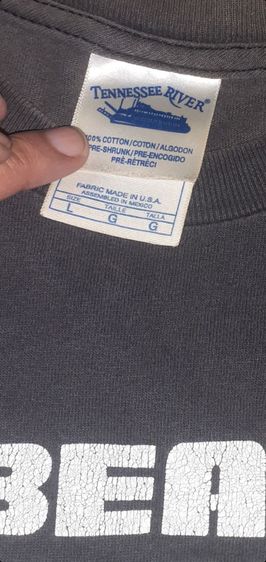 TENNESSEE RIVER®
100% COTTON/COTON/ALGODON
PRE-SHRUNK/PRE-ENCOGIDO
PRÉ-RÉTRÉCI
FABRIC MADE IN U.S.A.
ASSEMBLED IN MEXICO
SIZE TAILLE TALLA
L G G
BEA